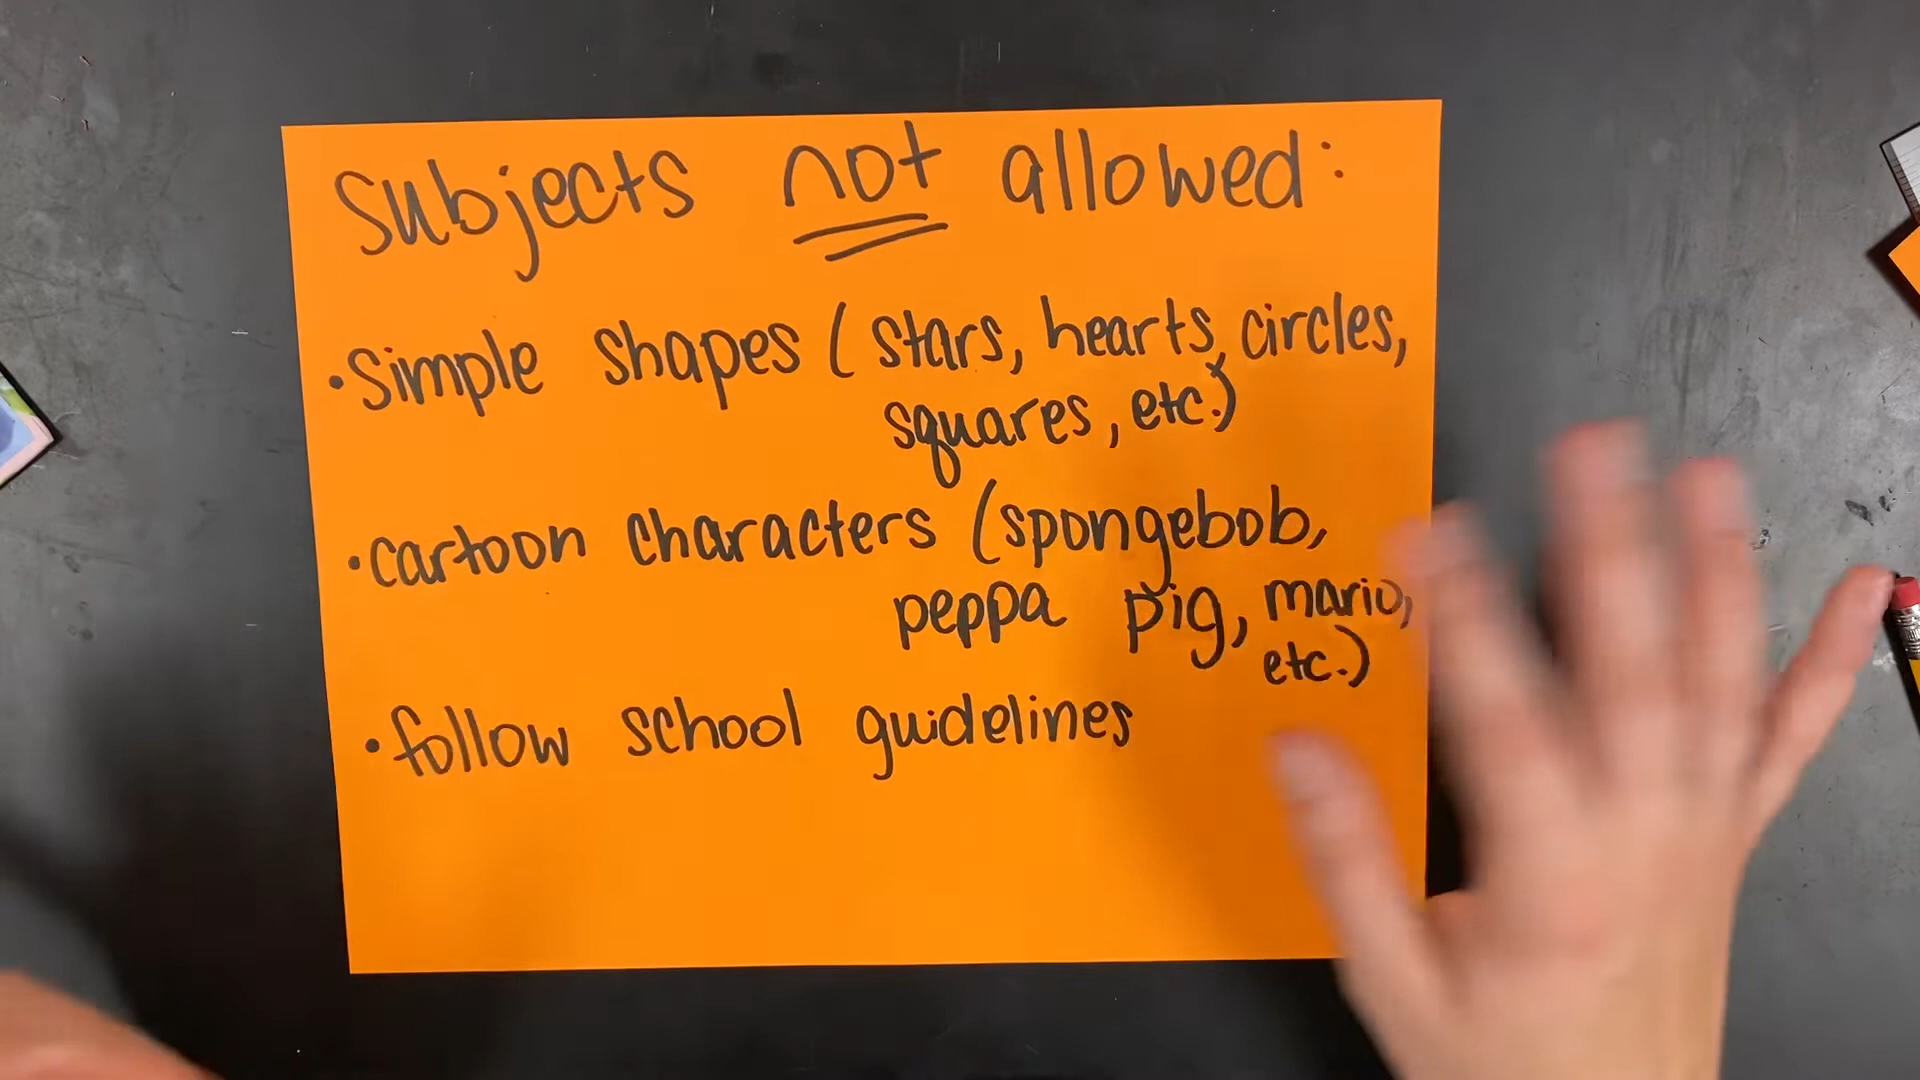 Subjects not allowed:
• Simple shapes (stars, hearts, circles,
squares, etc.)
• cartoon characters (spongebob,
peppa pig, mario,
etc.)
• follow school guidelines